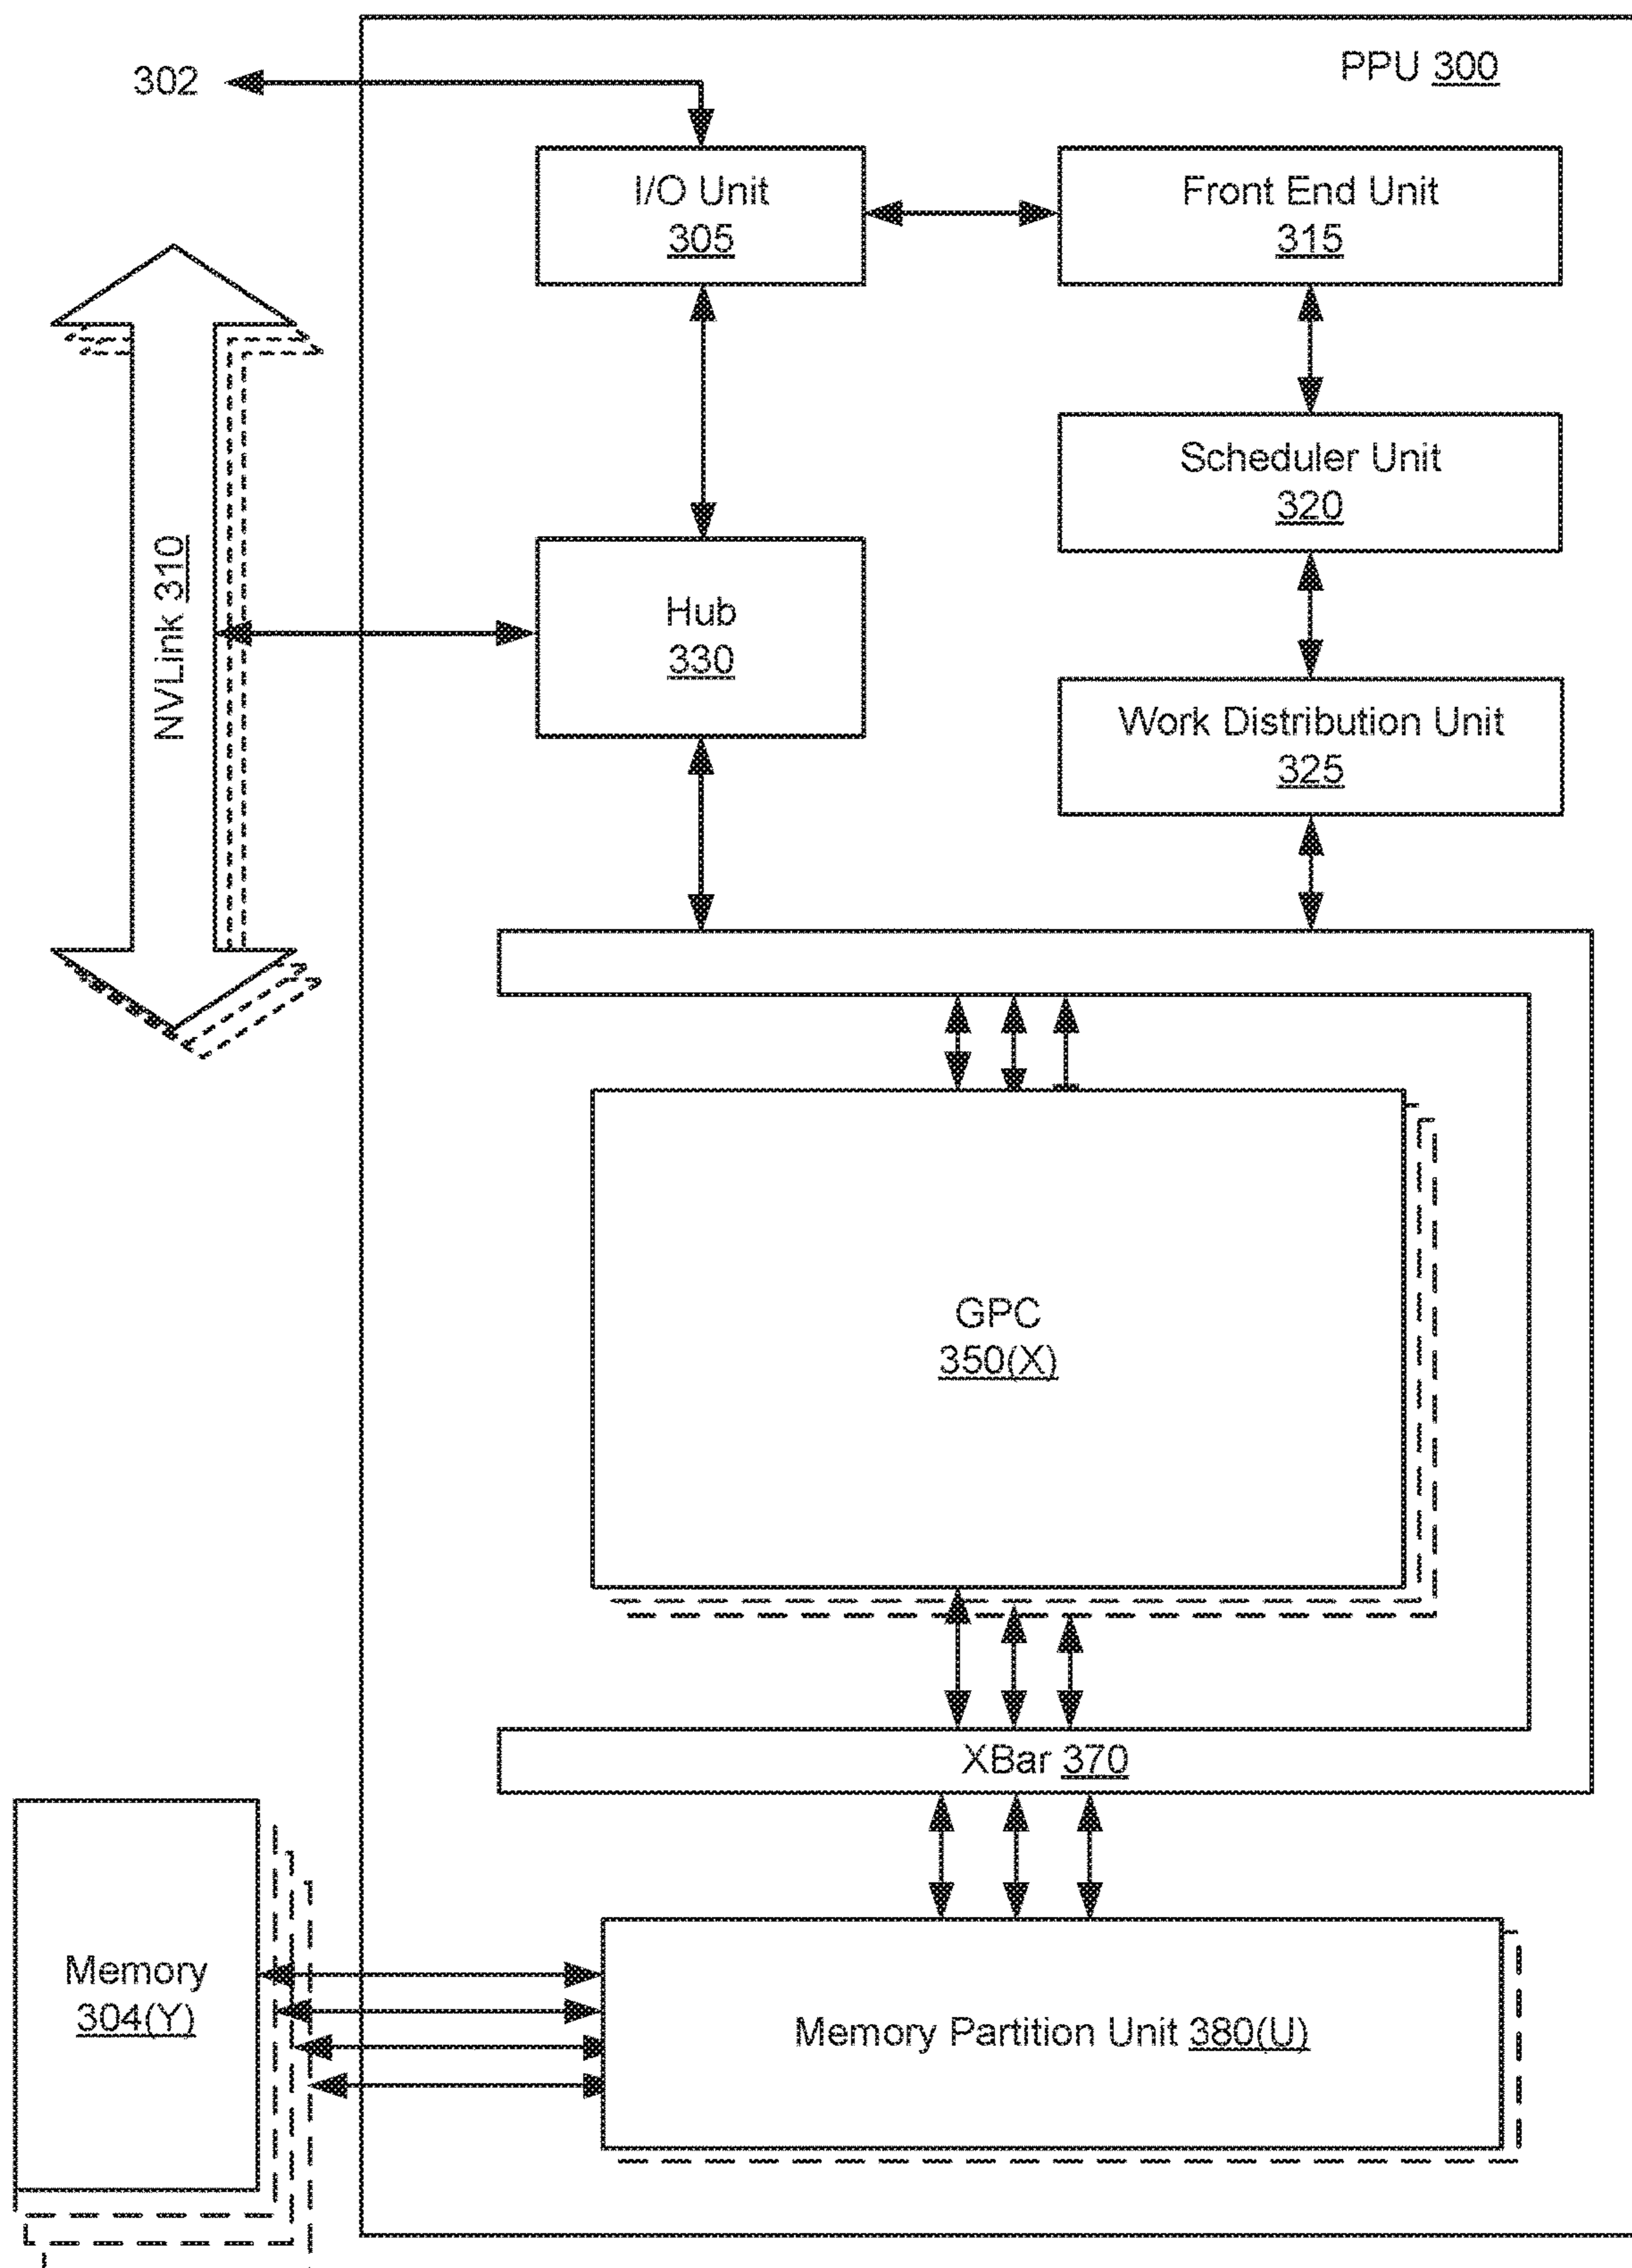 PPU 300
302
I/O Unit
305
Front End Unit
315
Scheduler Unit
320
NVLink 310
Hub
330
Work Distribution Unit
325
GPC
350(X)
XBar 370
Memory
304(Y)
Memory Partition Unit 380(U)